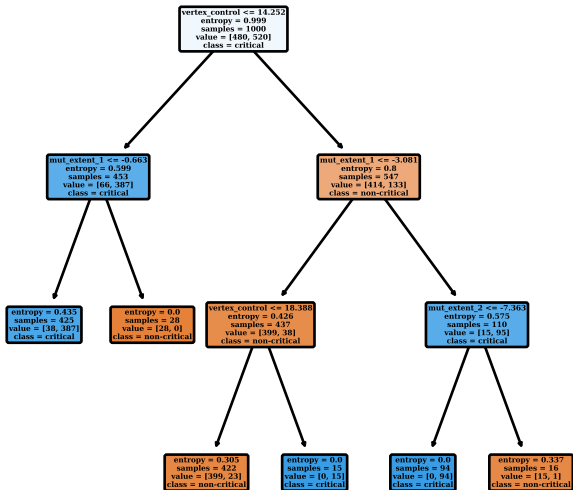 vertex_control <= 14.252
entropy = 0.999
samples = 1000
value = [480, 520]
class = critical
mut_extent_1 <= -0.663
entropy = 0.599
samples = 453
value = [66, 387]
class = critical
mut_extent_1 <= -3.081
entropy = 0.8
samples = 547
value = [414, 133]
class = non-critical
entropy = 0.435
samples = 425
value = [38, 387]
class = critical
entropy = 0.0
samples = 28
value = [28, 0]
class = non-critical
vertex_control <= 18.388
entropy = 0.426
samples = 437
value = [399, 38]
class = non-critical
mut_extent_2 <= -7.363
entropy = 0.575
samples = 110
value = [15, 95]
class = critical
entropy = 0.305
samples = 422
value = [399, 23]
class = non-critical
entropy = 0.0
samples = 15
value = [0, 15]
class = critical
entropy = 0.0
samples = 94
value = [0, 94]
class = critical
entropy = 0.337
samples = 16
value = [15, 1]
class = non-critical